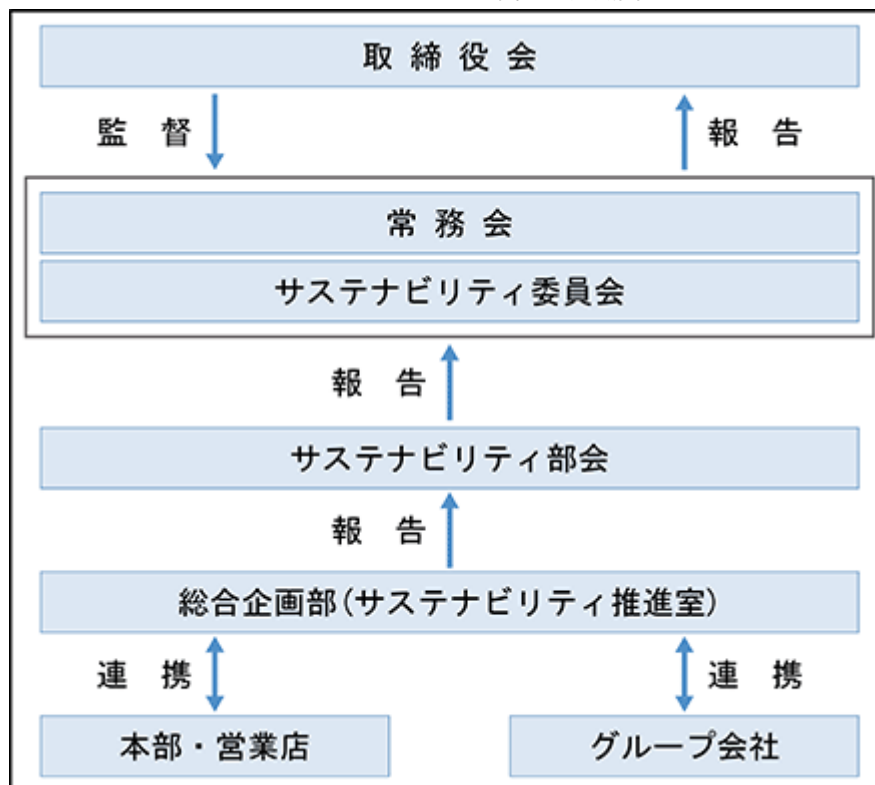 取締役会
監督
報告
常務会
サステナビリティ委員会
報告
サステナビリティ部会
報告
総合企画部(サステナビリティ推進室)
連携
連携
本部・営業店
グループ会社